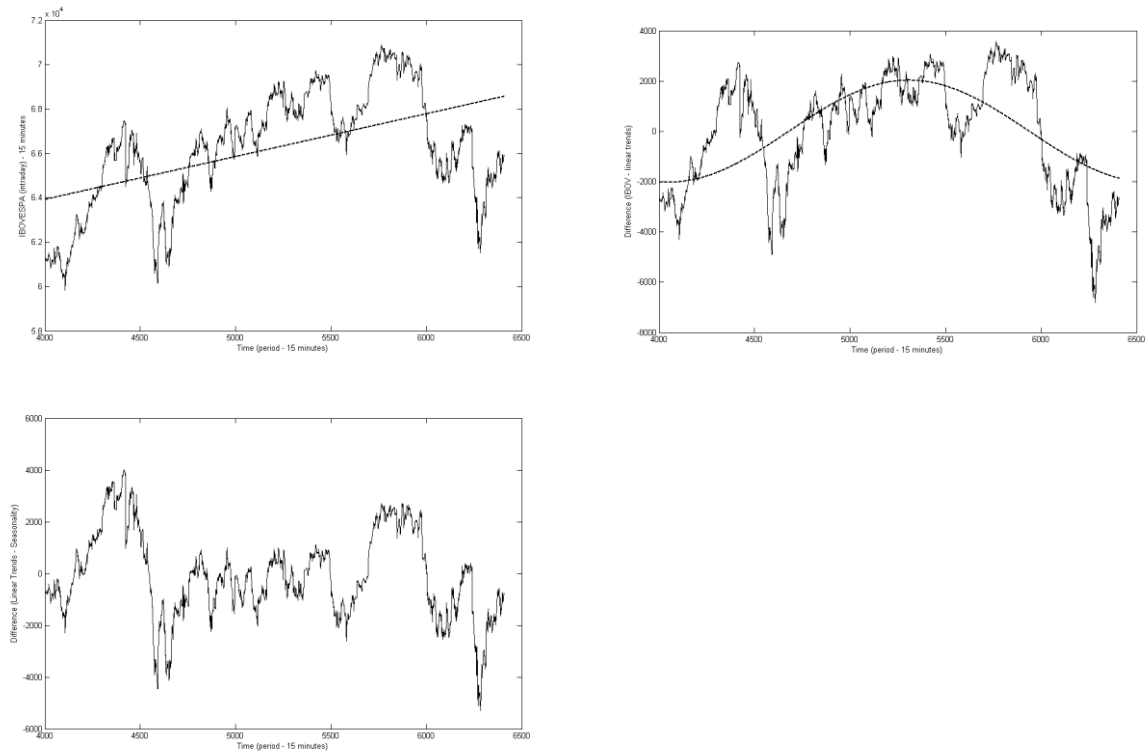 x 10^4
7.2
7
6.8
6.6
6.4
6.2
6
5.8
IBOVESPA (intraday) - 15 minutes
4000 4500 5000 5500 6000 6500
Time (period - 15 minutes)
4000
2000
0
-2000
-4000
-6000
-8000
Difference (IBOV - linear trends)
4000 4500 5000 5500 6000 6500
Time (period - 15 minutes)
6000
4000
2000
0
-2000
-4000
-6000
Difference (Linear Trends - Seasonality)
4000 4500 5000 5500 6000 6500
Time (period - 15 minutes)